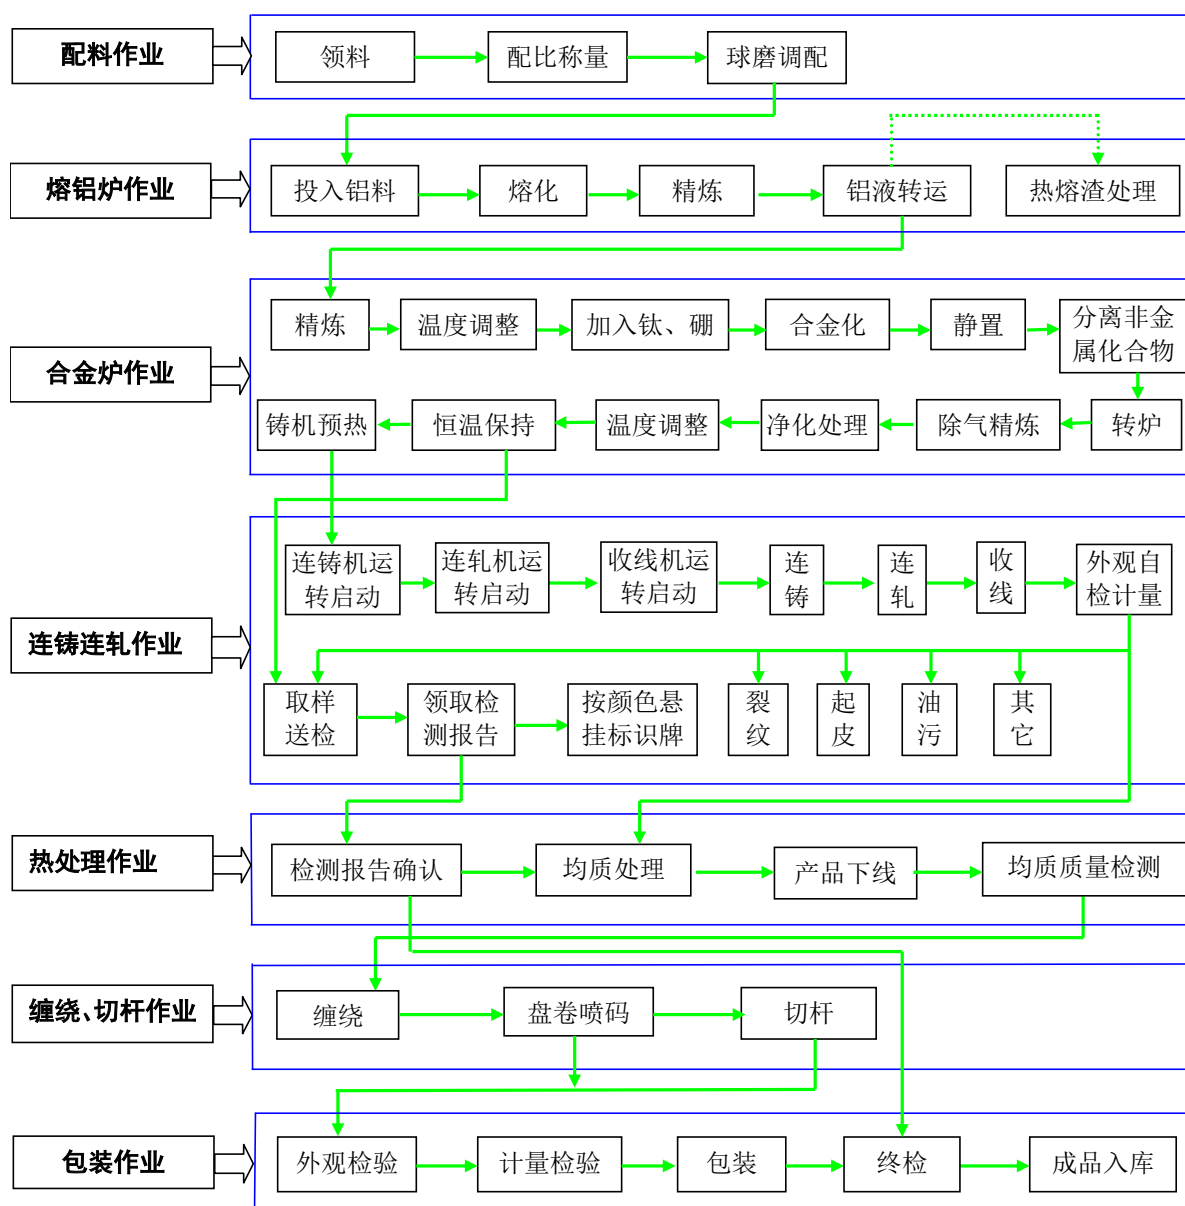 配料作业
领料
配比称量
球磨调配
熔铝炉作业
投入铝料
熔化
精炼
铝液转运
热熔渣处理
合金炉作业
精炼
温度调整
加入钛、硼
合金化
静置
分离非金
属化合物
铸机预热
恒温保持
温度调整
净化处理
除气精炼
转炉
连铸连轧作业
连铸机运
转启动
连轧机运
转启动
收线机运
转启动
连
铸
连
轧
收
线
外观自
检计量
取样
送检
领取检
测报告
按颜色悬
挂标识牌
裂
纹
起
皮
油
污
其
它
热处理作业
检测报告确认
均质处理
产品下线
均质质量检测
缠绕、切杆作业
缠绕
盘卷喷码
切杆
包装作业
外观检验
计量检验
包装
终检
成品入库